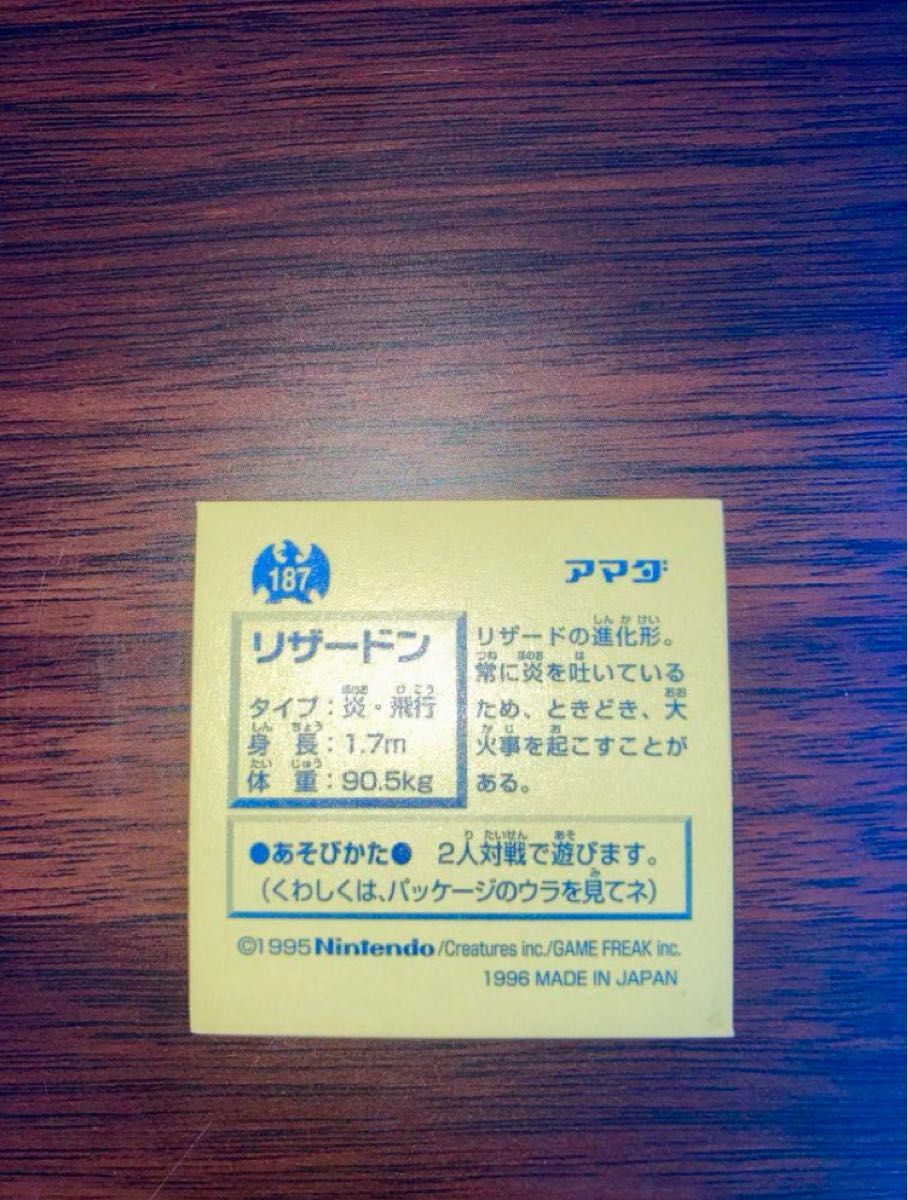 187
アマダ
リザードン
タイプ：炎・飛行
身長：1.7m
体重：90.5kg
リザードの進化形。
常に炎を吐いている
ため、ときどき、大
火事を起こすことが
ある。
●あそびかた● 2人対戦で遊びます。
（くわしくは、パッケージのウラを見てネ）
©1995 Nintendo/Creatures inc./GAME FREAK inc.
1996 MADE IN JAPAN